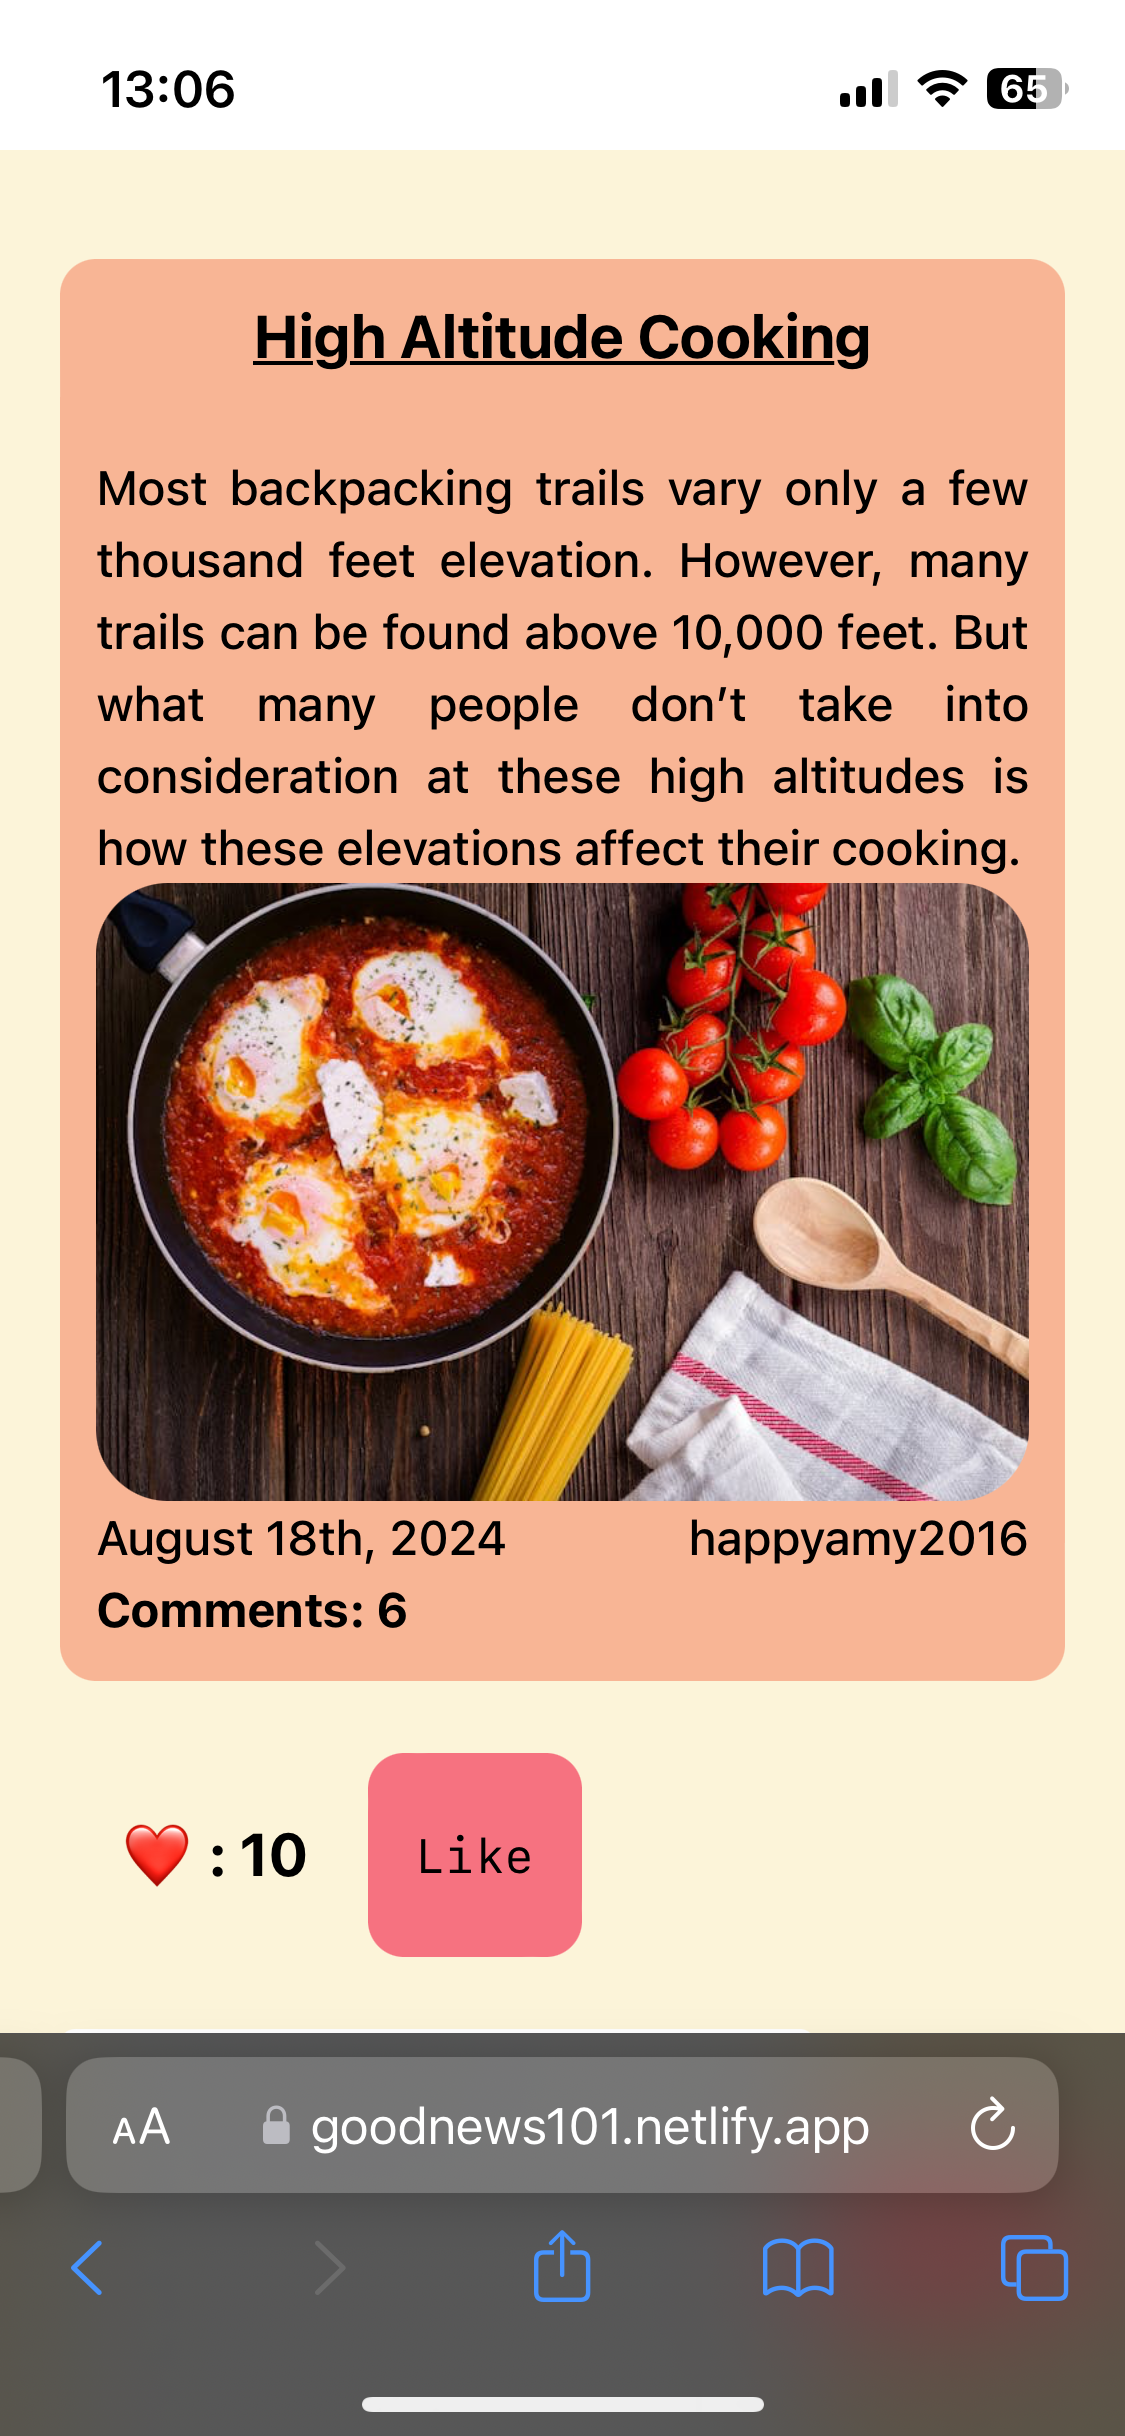 13:06
65
High Altitude Cooking
Most backpacking trails vary only a few
thousand feet elevation. However, many
trails can be found above 10,000 feet. But
what many people don’t take into
consideration at these high altitudes is
how these elevations affect their cooking.
August 18th, 2024 happyamy2016
Comments: 6
❤️ : 10 Like
AA goodnews101.netlify.app